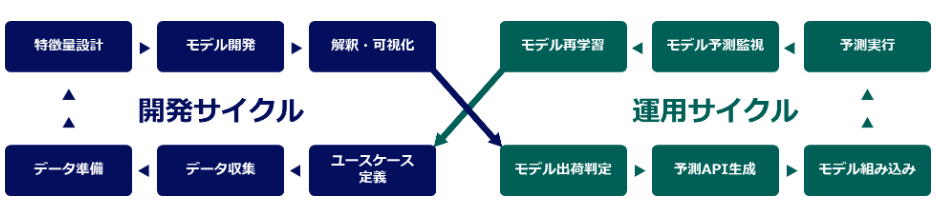 特徴量設計
モデル開発
解釈・可視化
モデル再学習
モデル予測監視
予測実行
開発サイクル
運用サイクル
データ準備
データ収集
ユースケース
定義
モデル出荷判定
予測API生成
モデル組み込み